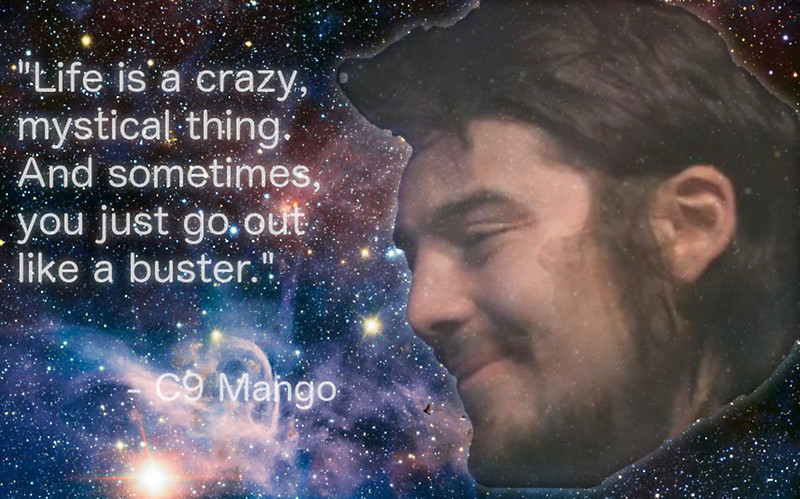 "Life is a crazy,
mystical thing.
And sometimes,
you just go out
like a buster."
- C9 Mango